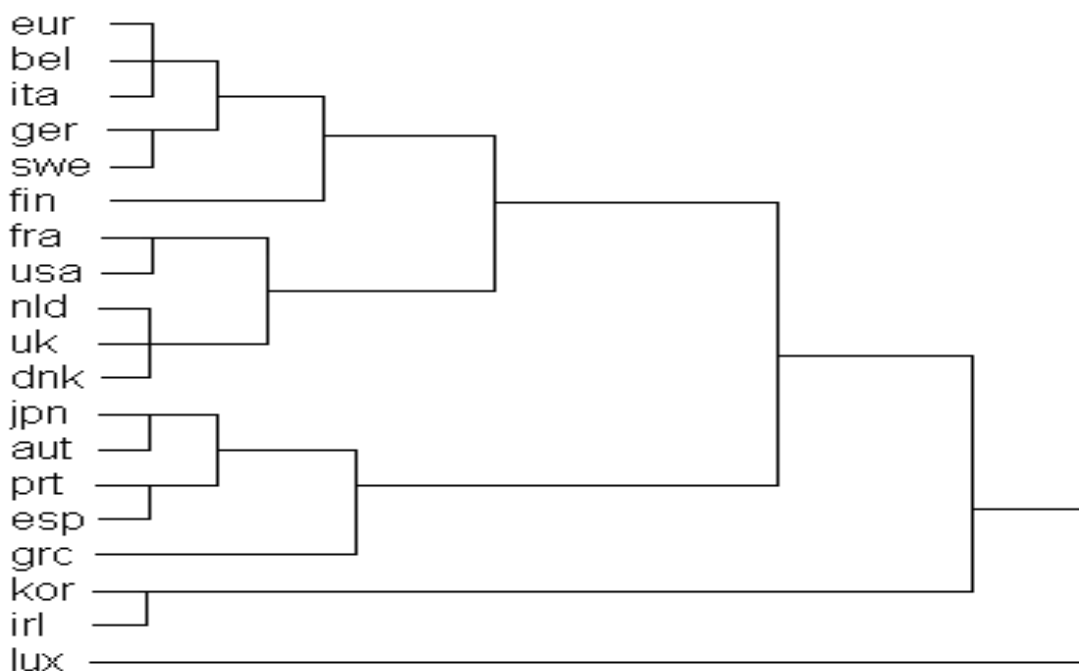 eur
bel
ita
ger
swe
fin
fra
usa
nld
uk
dnk
jpn
aut
prt
esp
grc
kor
irl
lux